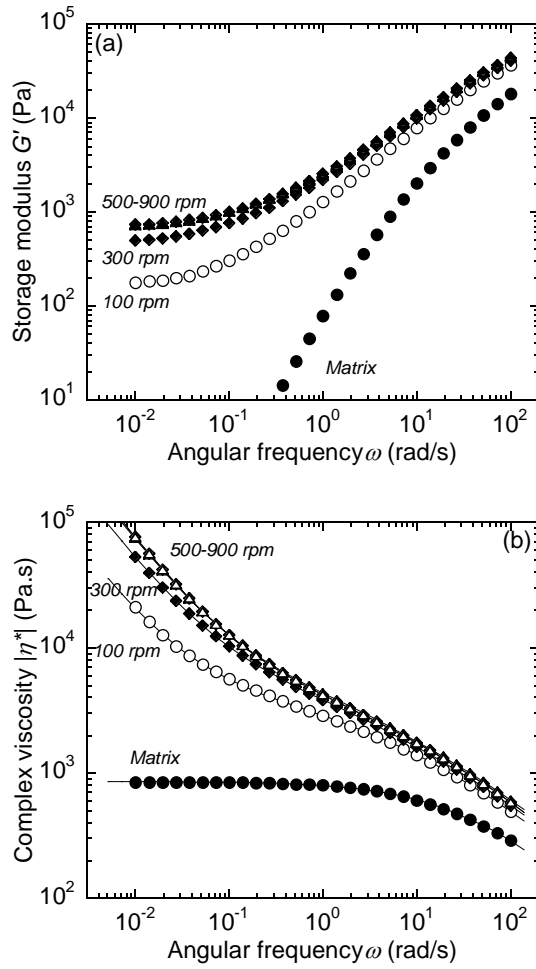 (a)
10^5
10^4
10^3
10^2
10^1
Storage modulus G′ (Pa)
500-900 rpm
300 rpm
100 rpm
Matrix
10^-2 10^-1 10^0 10^1 10^2
Angular frequency ω (rad/s)
(b)
10^5
10^4
10^3
10^2
Complex viscosity |η*| (Pa.s)
500-900 rpm
300 rpm
100 rpm
Matrix
10^-2 10^-1 10^0 10^1 10^2
Angular frequency ω (rad/s)